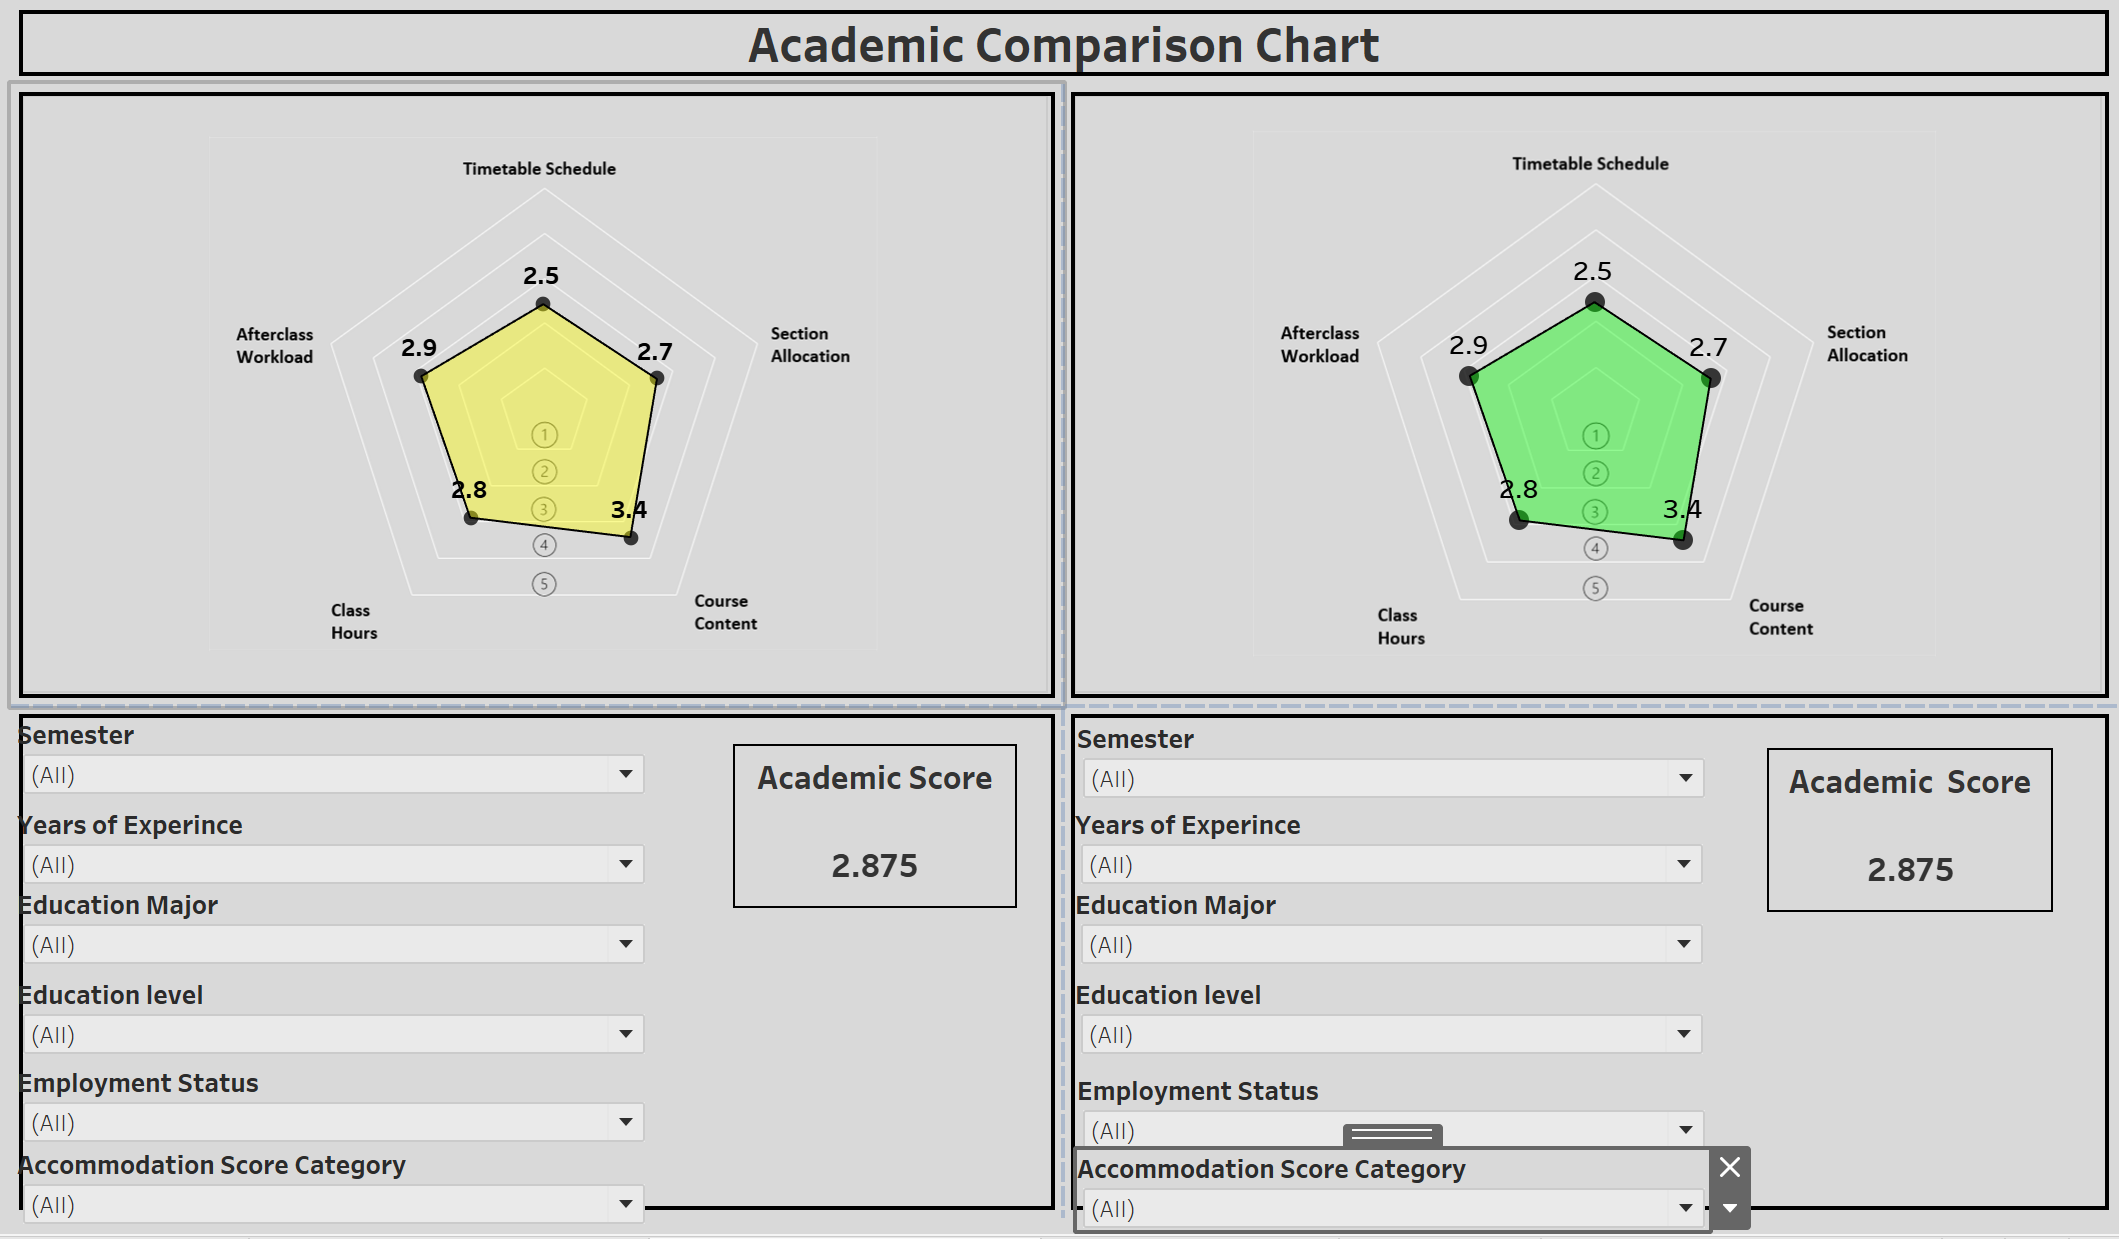 Academic Comparison Chart
Timetable Schedule
2.5
Afterclass
Workload
2.9
2.7
Section
Allocation
1
2
2.8
3
3.4
4
5
Class
Hours
Course
Content
Timetable Schedule
2.5
Afterclass
Workload
2.9
2.7
Section
Allocation
1
2
2.8
3
3.4
4
5
Class
Hours
Course
Content
Semester
(All)
Years of Experince
(All)
Education Major
(All)
Education level
(All)
Employment Status
(All)
Accommodation Score Category
(All)
Academic Score
2.875
Semester
(All)
Years of Experince
(All)
Education Major
(All)
Education level
(All)
Employment Status
(All)
Accommodation Score Category
(All)
Academic Score
2.875